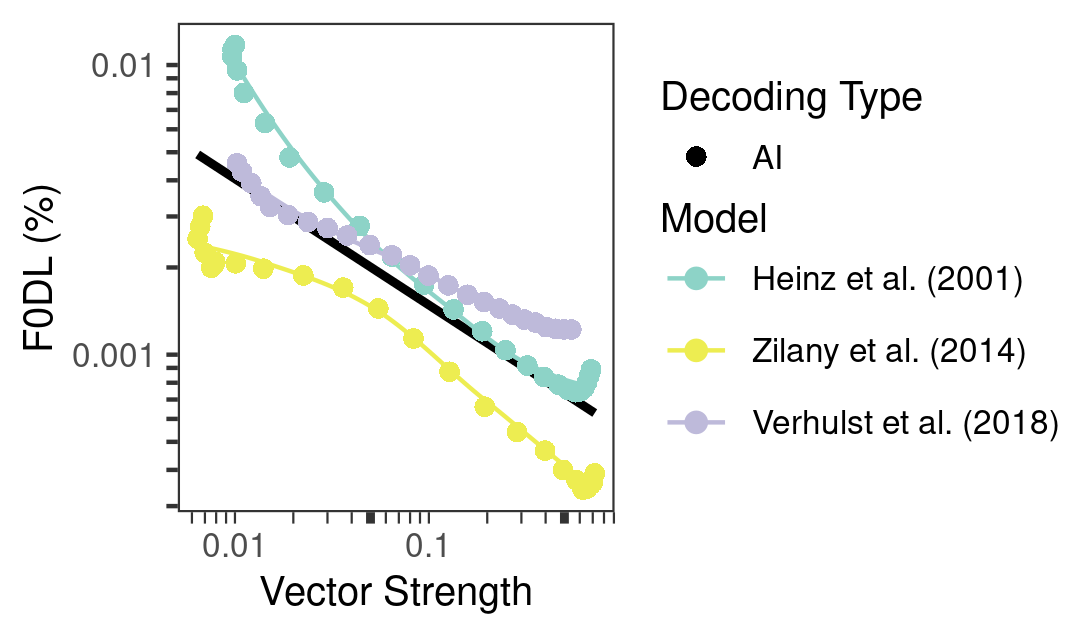 0.01
0.001
F0DL (%)
0.01
0.1
Vector Strength
Decoding Type
AI
Model
Heinz et al. (2001)
Zilany et al. (2014)
Verhulst et al. (2018)